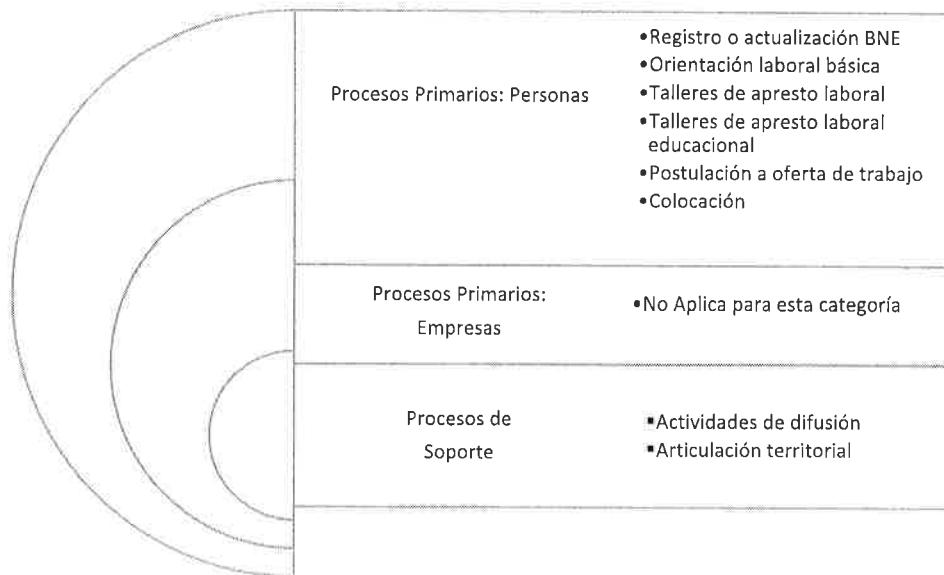 Procesos Primarios: Personas
•Registro o actualización BNE
•Orientación laboral básica
•Talleres de apresto laboral
•Talleres de apresto laboral
educacional
•Postulación a oferta de trabajo
•Colocación
Procesos Primarios:
Empresas
•No Aplica para esta categoría
Procesos de
Soporte
▪Actividades de difusión
▪Articulación territorial